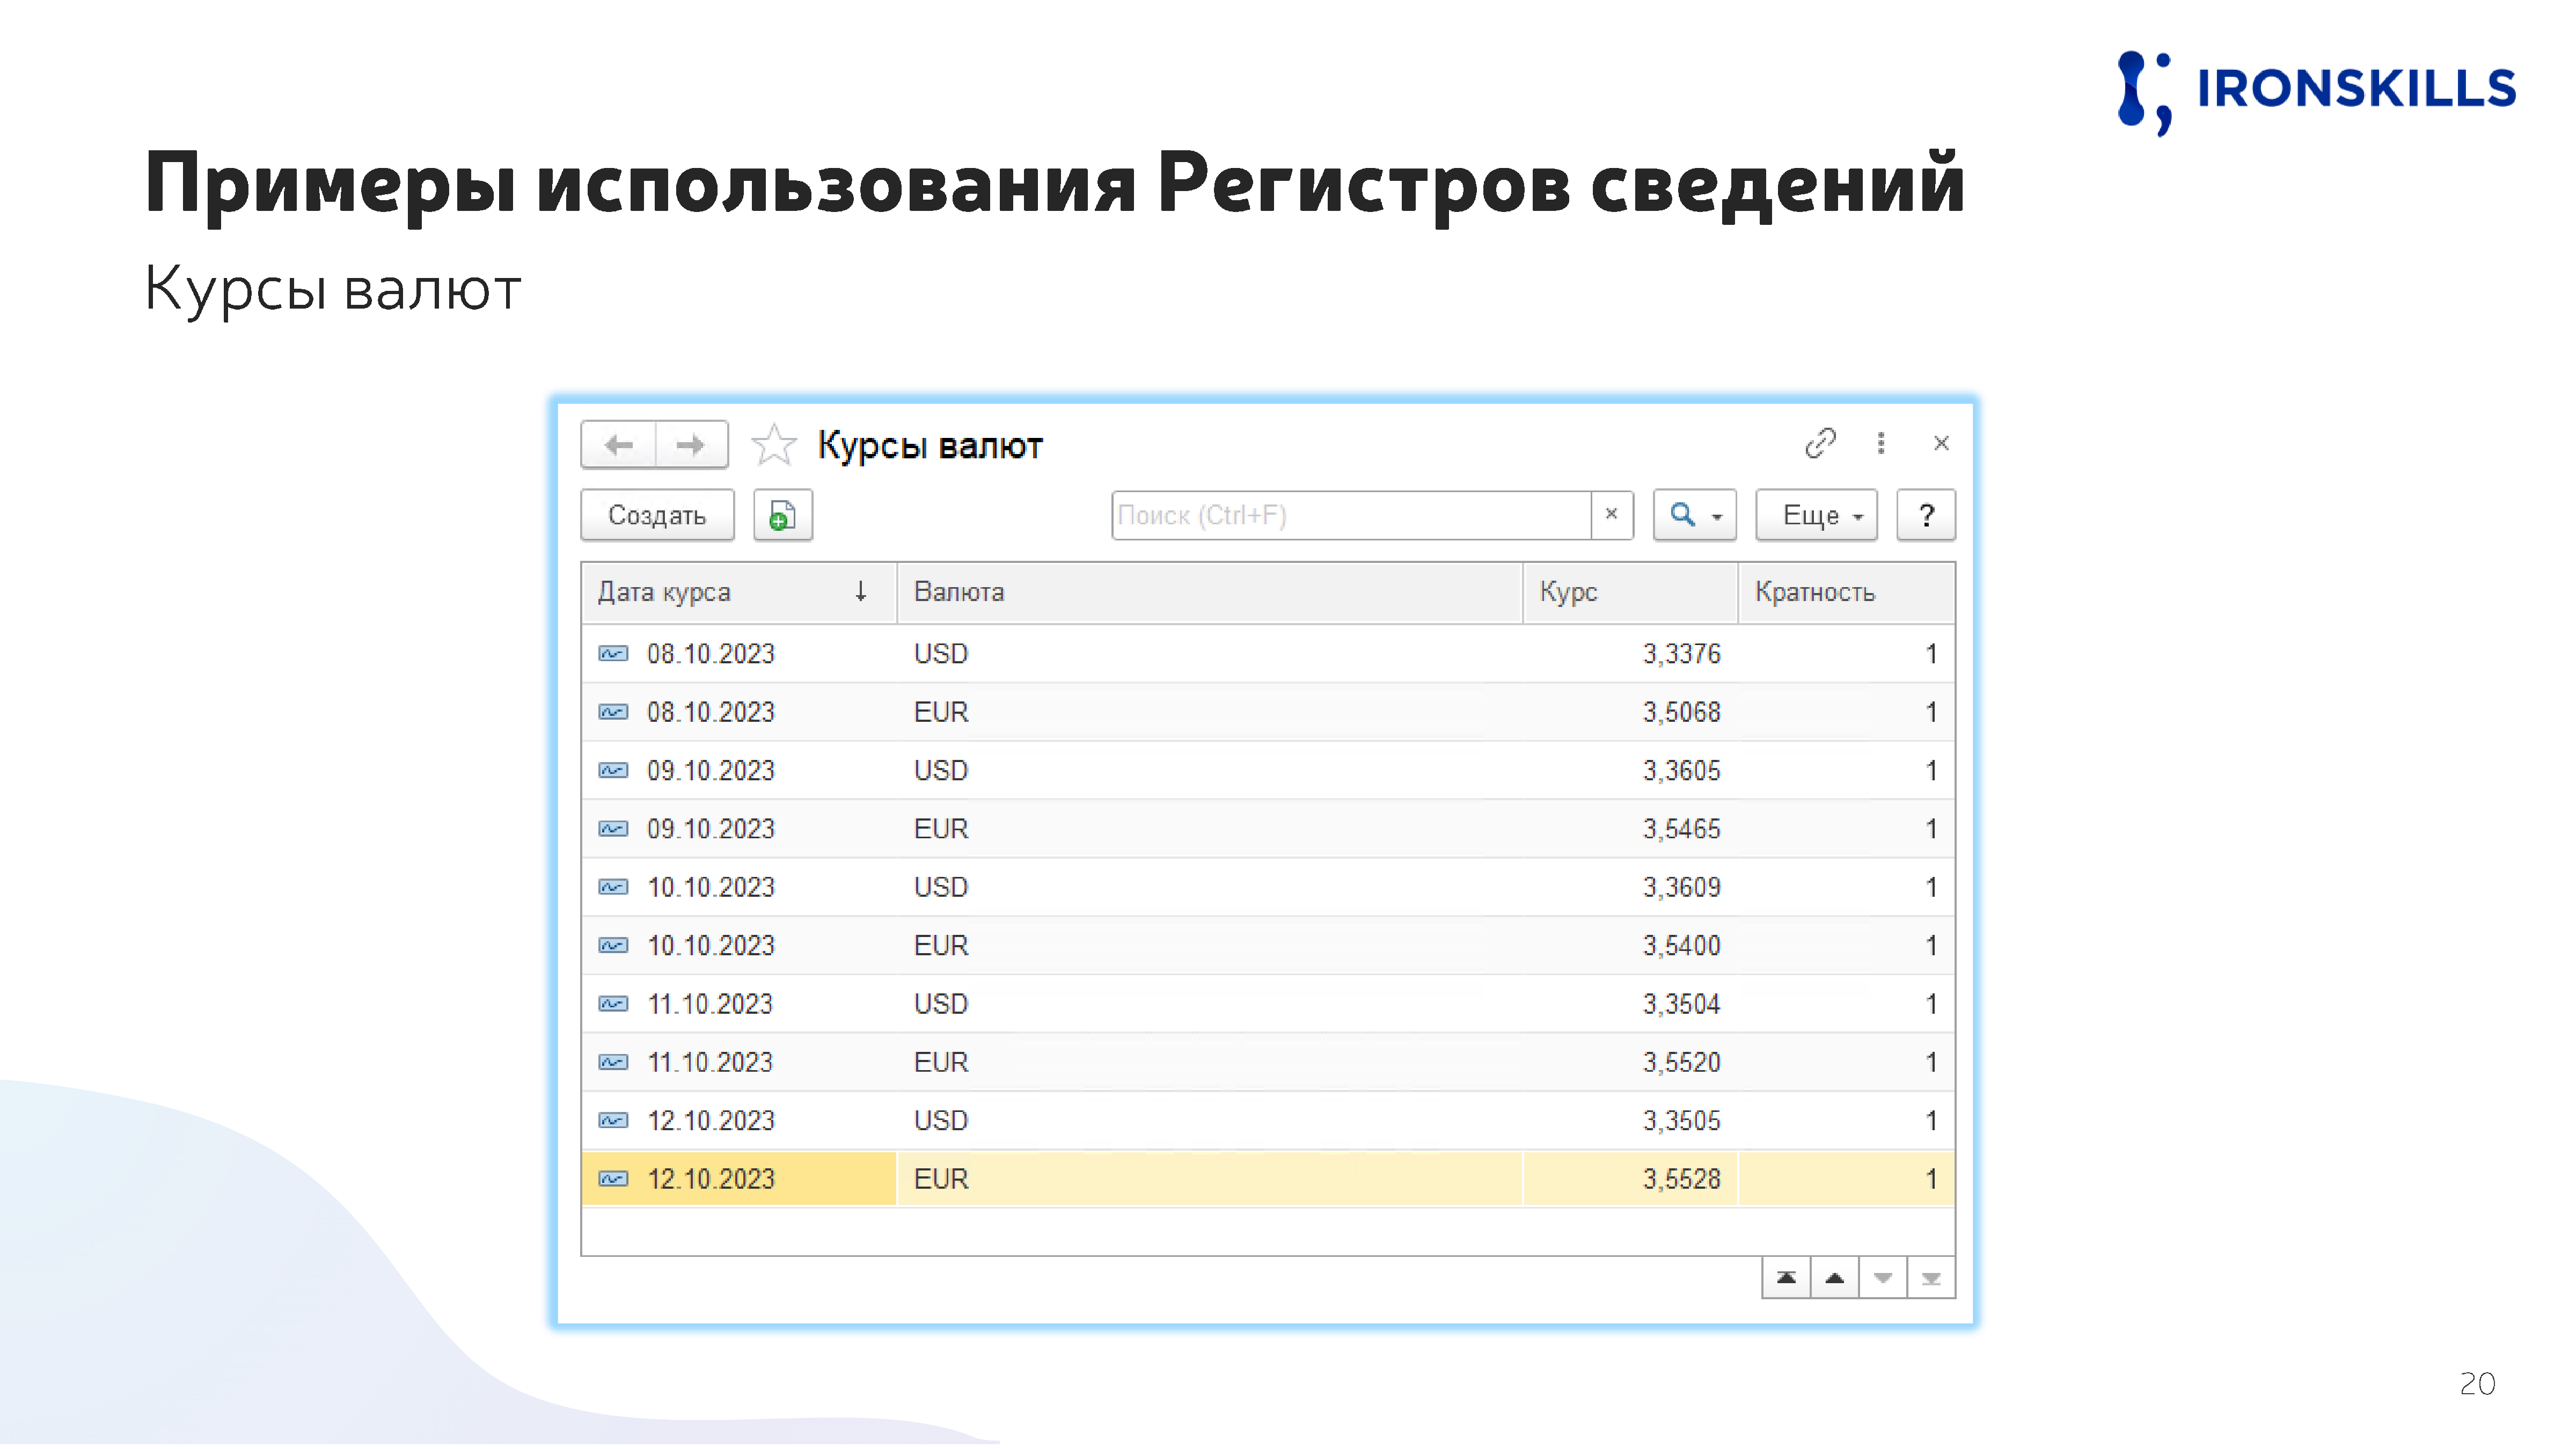 IRONSKILLS
Примеры использования Регистров сведений
Курсы валют
Курсы валют
Создать Поиск (Ctrl+F) × Еще ?
Дата курса ↓ Валюта Курс Кратность
08.10.2023 USD 3,3376 1
08.10.2023 EUR 3,5068 1
09.10.2023 USD 3,3605 1
09.10.2023 EUR 3,5465 1
10.10.2023 USD 3,3609 1
10.10.2023 EUR 3,5400 1
11.10.2023 USD 3,3504 1
11.10.2023 EUR 3,5520 1
12.10.2023 USD 3,3505 1
12.10.2023 EUR 3,5528 1
20